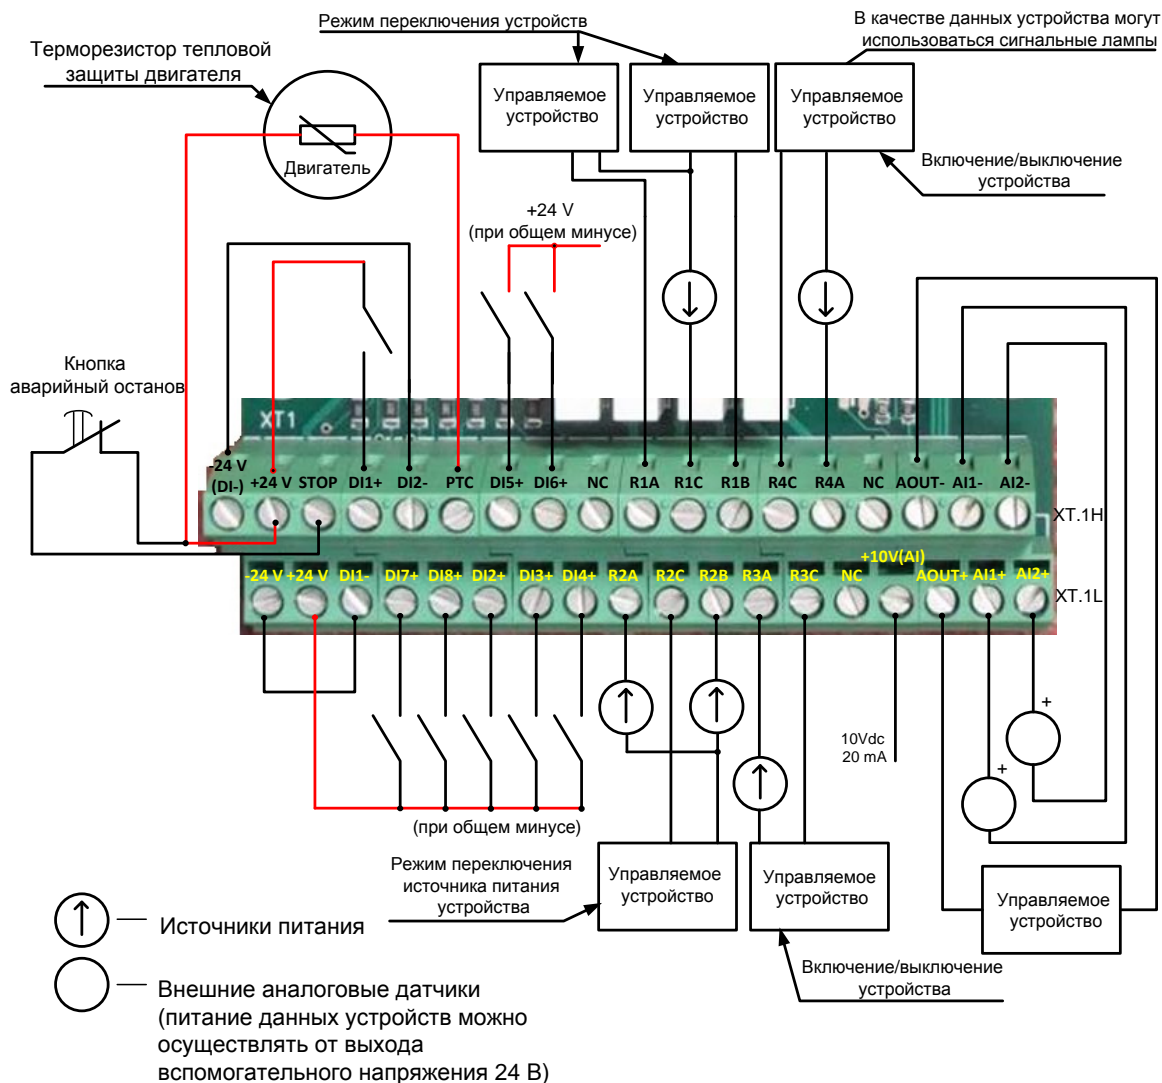 Режим переключения устройств
В качестве данных устройства могут
использоваться сигнальные лампы
Терморезистор тепловой
защиты двигателя
Управляемое
устройство
Управляемое
устройство
Управляемое
устройство
Двигатель
Включение/выключение
устройства
+24 V
(при общем минусе)
Кнопка
аварийный останов
XT1
-24 V
(DI-)
+24 V STOP DI1+ DI2- PTC DI5+ DI6+ NC R1A R1C R1B R4C R4A NC AOUT- AI1- AI2-
XT.1H
+10V(AI)
-24 V +24 V DI1- DI7+ DI8+ DI2+ DI3+ DI4+ R2A R2C R2B R3A R3C NC AOUT+ AI1+ AI2+
XT.1L
+
10Vdc
20 mA
+
(при общем минусе)
Режим переключения
источника питания
устройства
Управляемое
устройство
Управляемое
устройство
Управляемое
устройство
Источники питания
Включение/выключение
устройства
Внешние аналоговые датчики
(питание данных устройств можно
осуществлять от выхода
вспомогательного напряжения 24 В)